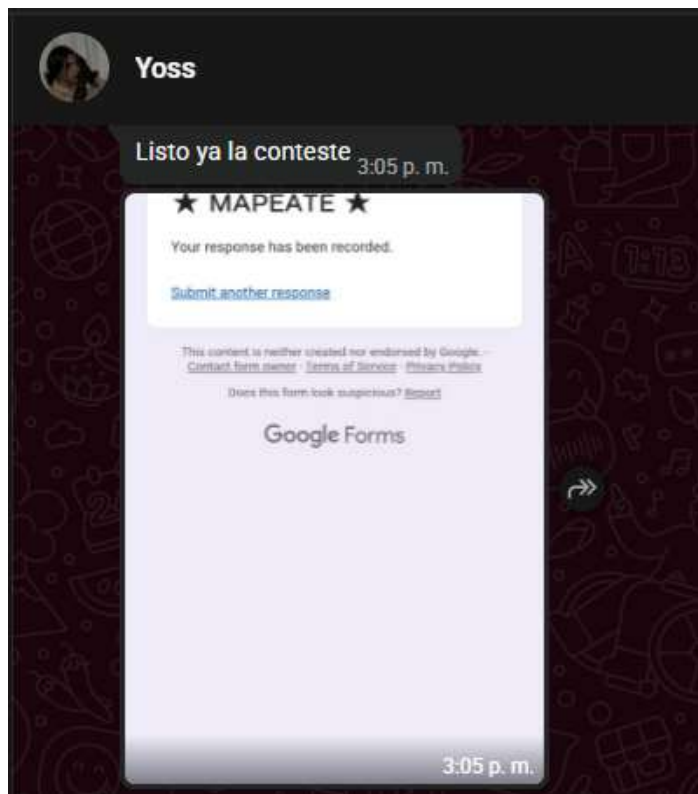 Yoss
Listo ya la conteste 3:05 p. m.
★ MAPEATE ★
Your response has been recorded.
Submit another response
This content is neither created nor endorsed by Google. -
Contact form owner - Terms of Service - Privacy Policy
Does this form look suspicious? Report
Google Forms
3:05 p. m.